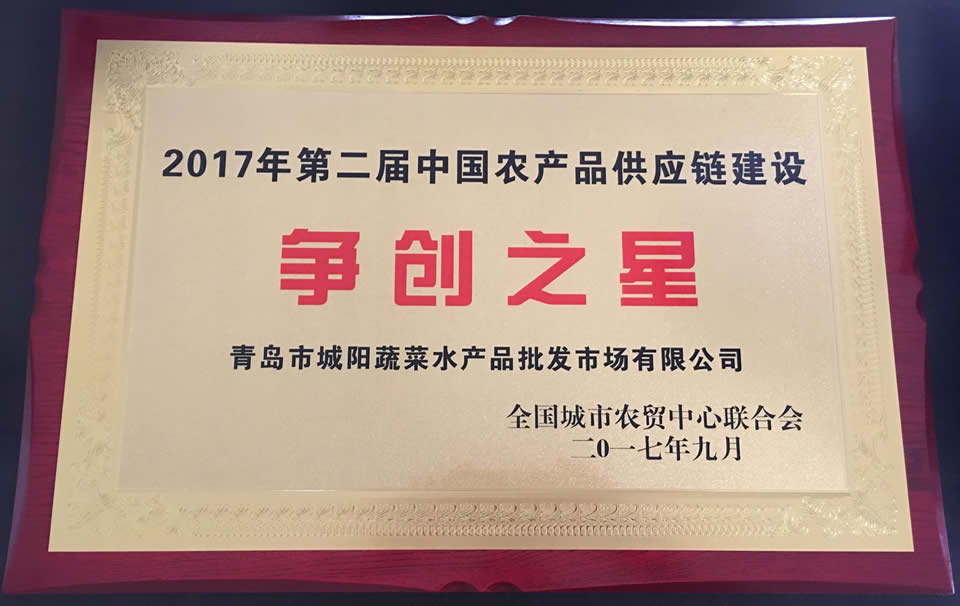 2017年第二届中国农产品供应链建设
争创之星
青岛市城阳蔬菜水产品批发市场有限公司
全国城市农贸中心联合会
二0一七年九月